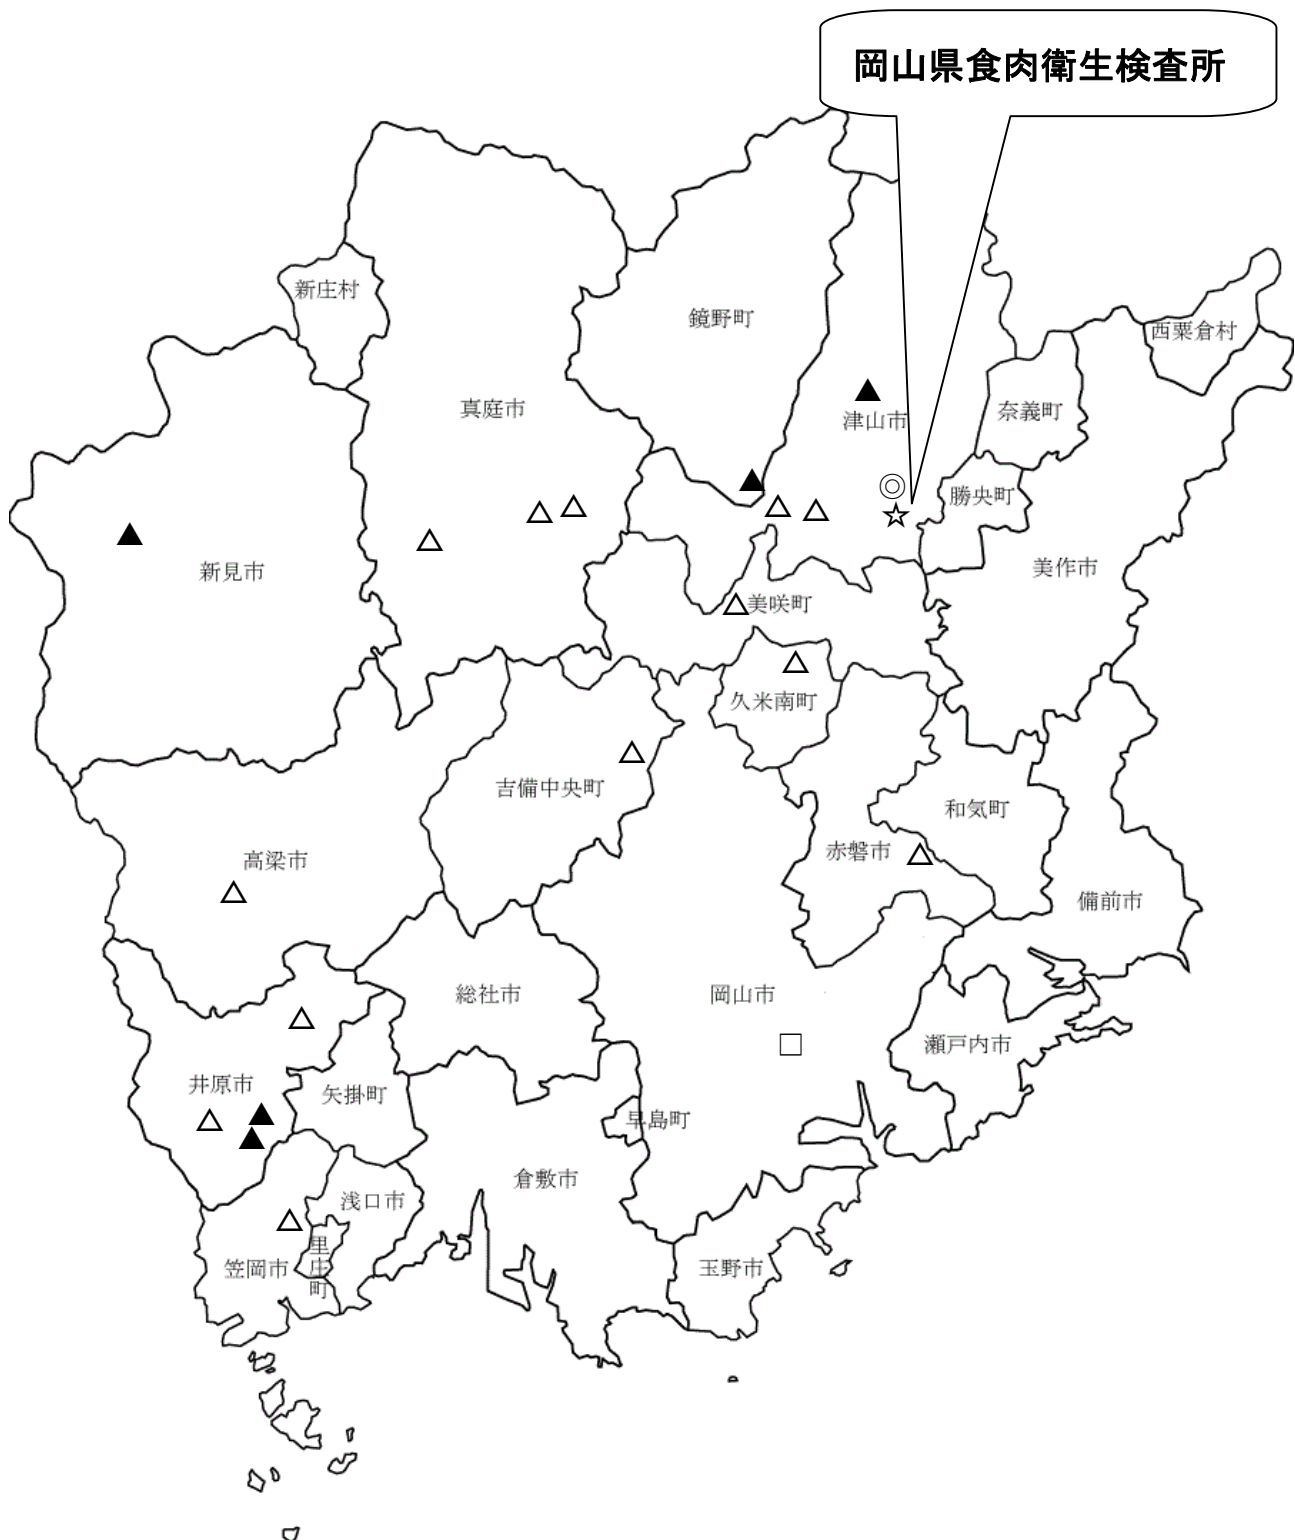 岡山県食肉衛生検査所
新庄村
鏡野町
西粟倉村
真庭市
津山市
奈義町
勝央町
新見市
美作市
美咲町
久米南町
吉備中央町
和気町
赤磐市
高梁市
備前市
総社市
岡山市
瀬戸内市
井原市
矢掛町
早島町
倉敷市
浅口市
里庄町
笠岡市
玉野市